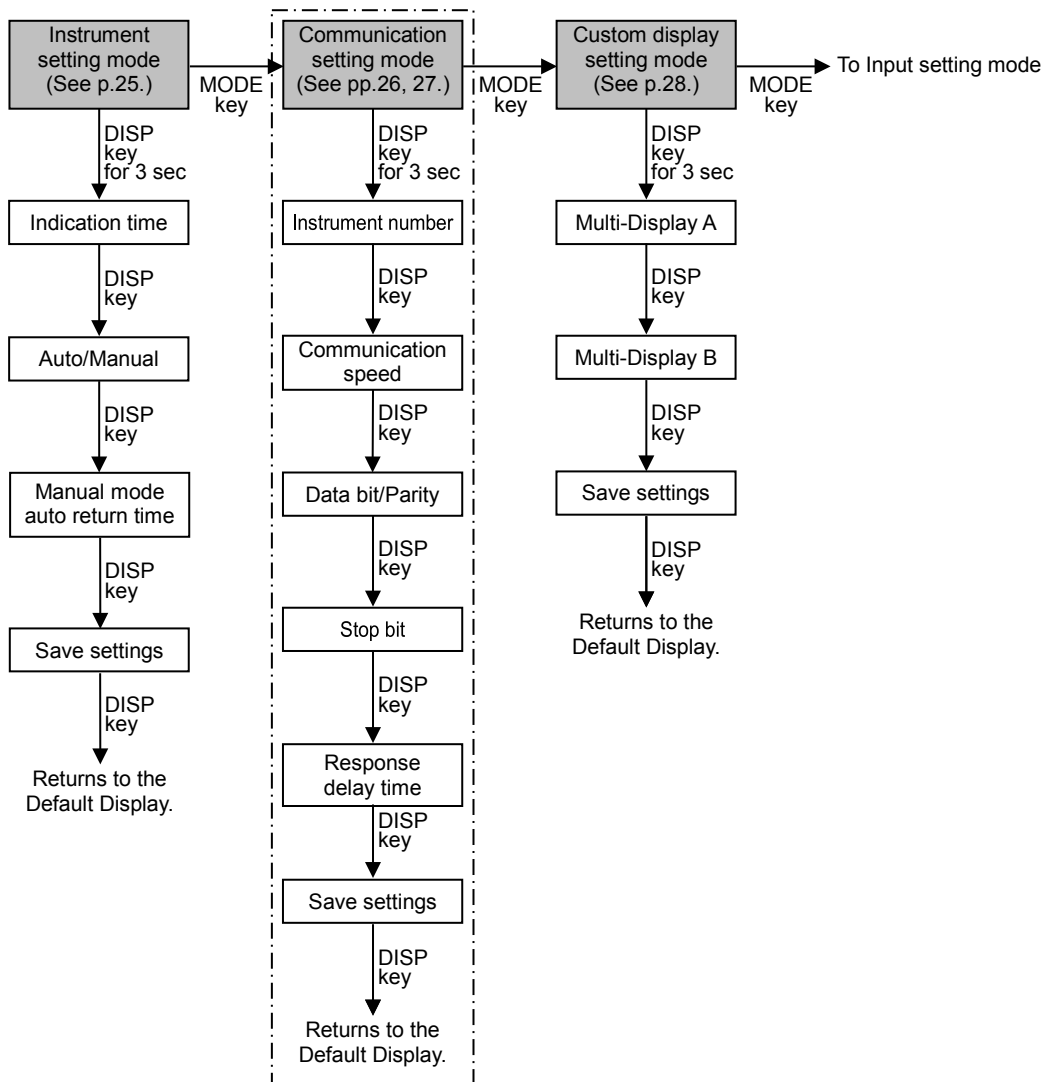 Instrument
setting mode
(See p.25.)
MODE
key
Communication
setting mode
(See pp.26, 27.)
MODE
key
Custom display
setting mode
(See p.28.)
MODE
key
To Input setting mode
DISP
key
for 3 sec
Indication time
DISP
key
Auto/Manual
DISP
key
Manual mode
auto return time
DISP
key
Save settings
DISP
key
Returns to the
Default Display.
DISP
key
for 3 sec
Instrument number
DISP
key
Communication
speed
DISP
key
Data bit/Parity
DISP
key
Stop bit
DISP
key
Response
delay time
DISP
key
Save settings
DISP
key
Returns to the
Default Display.
DISP
key
for 3 sec
Multi-Display A
DISP
key
Multi-Display B
DISP
key
Save settings
DISP
key
Returns to the
Default Display.